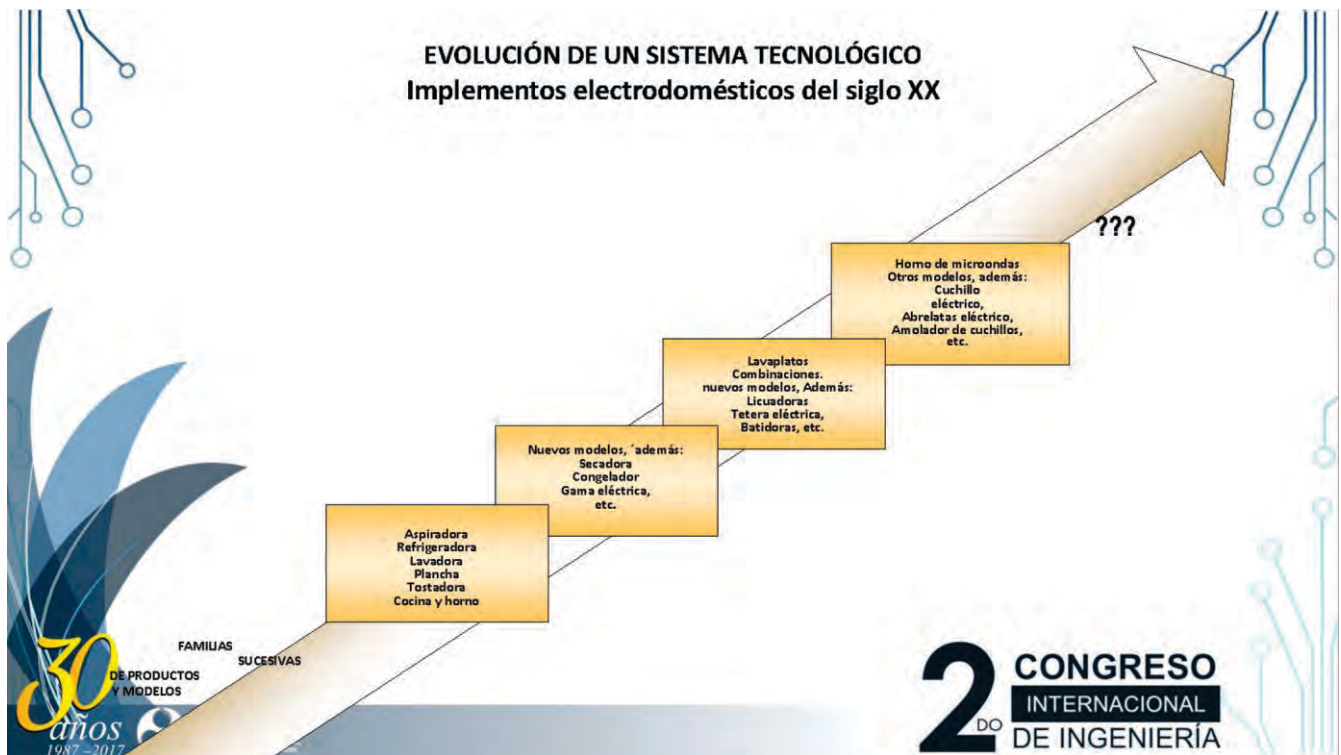 EVOLUCIÓN DE UN SISTEMA TECNOLÓGICO
Implementos electrodomésticos del siglo XX
???
Horno de microondas
Otros modelos, además:
Cuchillo
eléctrico,
Abrelatas eléctrico,
Amolador de cuchillos,
etc.
Lavaplatos
Combinaciones.
nuevos modelos, Además:
Licuadoras
Tetera eléctrica,
Batidoras, etc.
Nuevos modelos, ´además:
Secadora
Congelador
Gama eléctrica,
etc.
Aspiradora
Refrigeradora
Lavadora
Plancha
Tostadora
Cocina y horno
FAMILIAS
SUCESIVAS
DE PRODUCTOS
Y MODELOS
30
años
1987 -2017
2DO
CONGRESO
INTERNACIONAL
DE INGENIERÍA